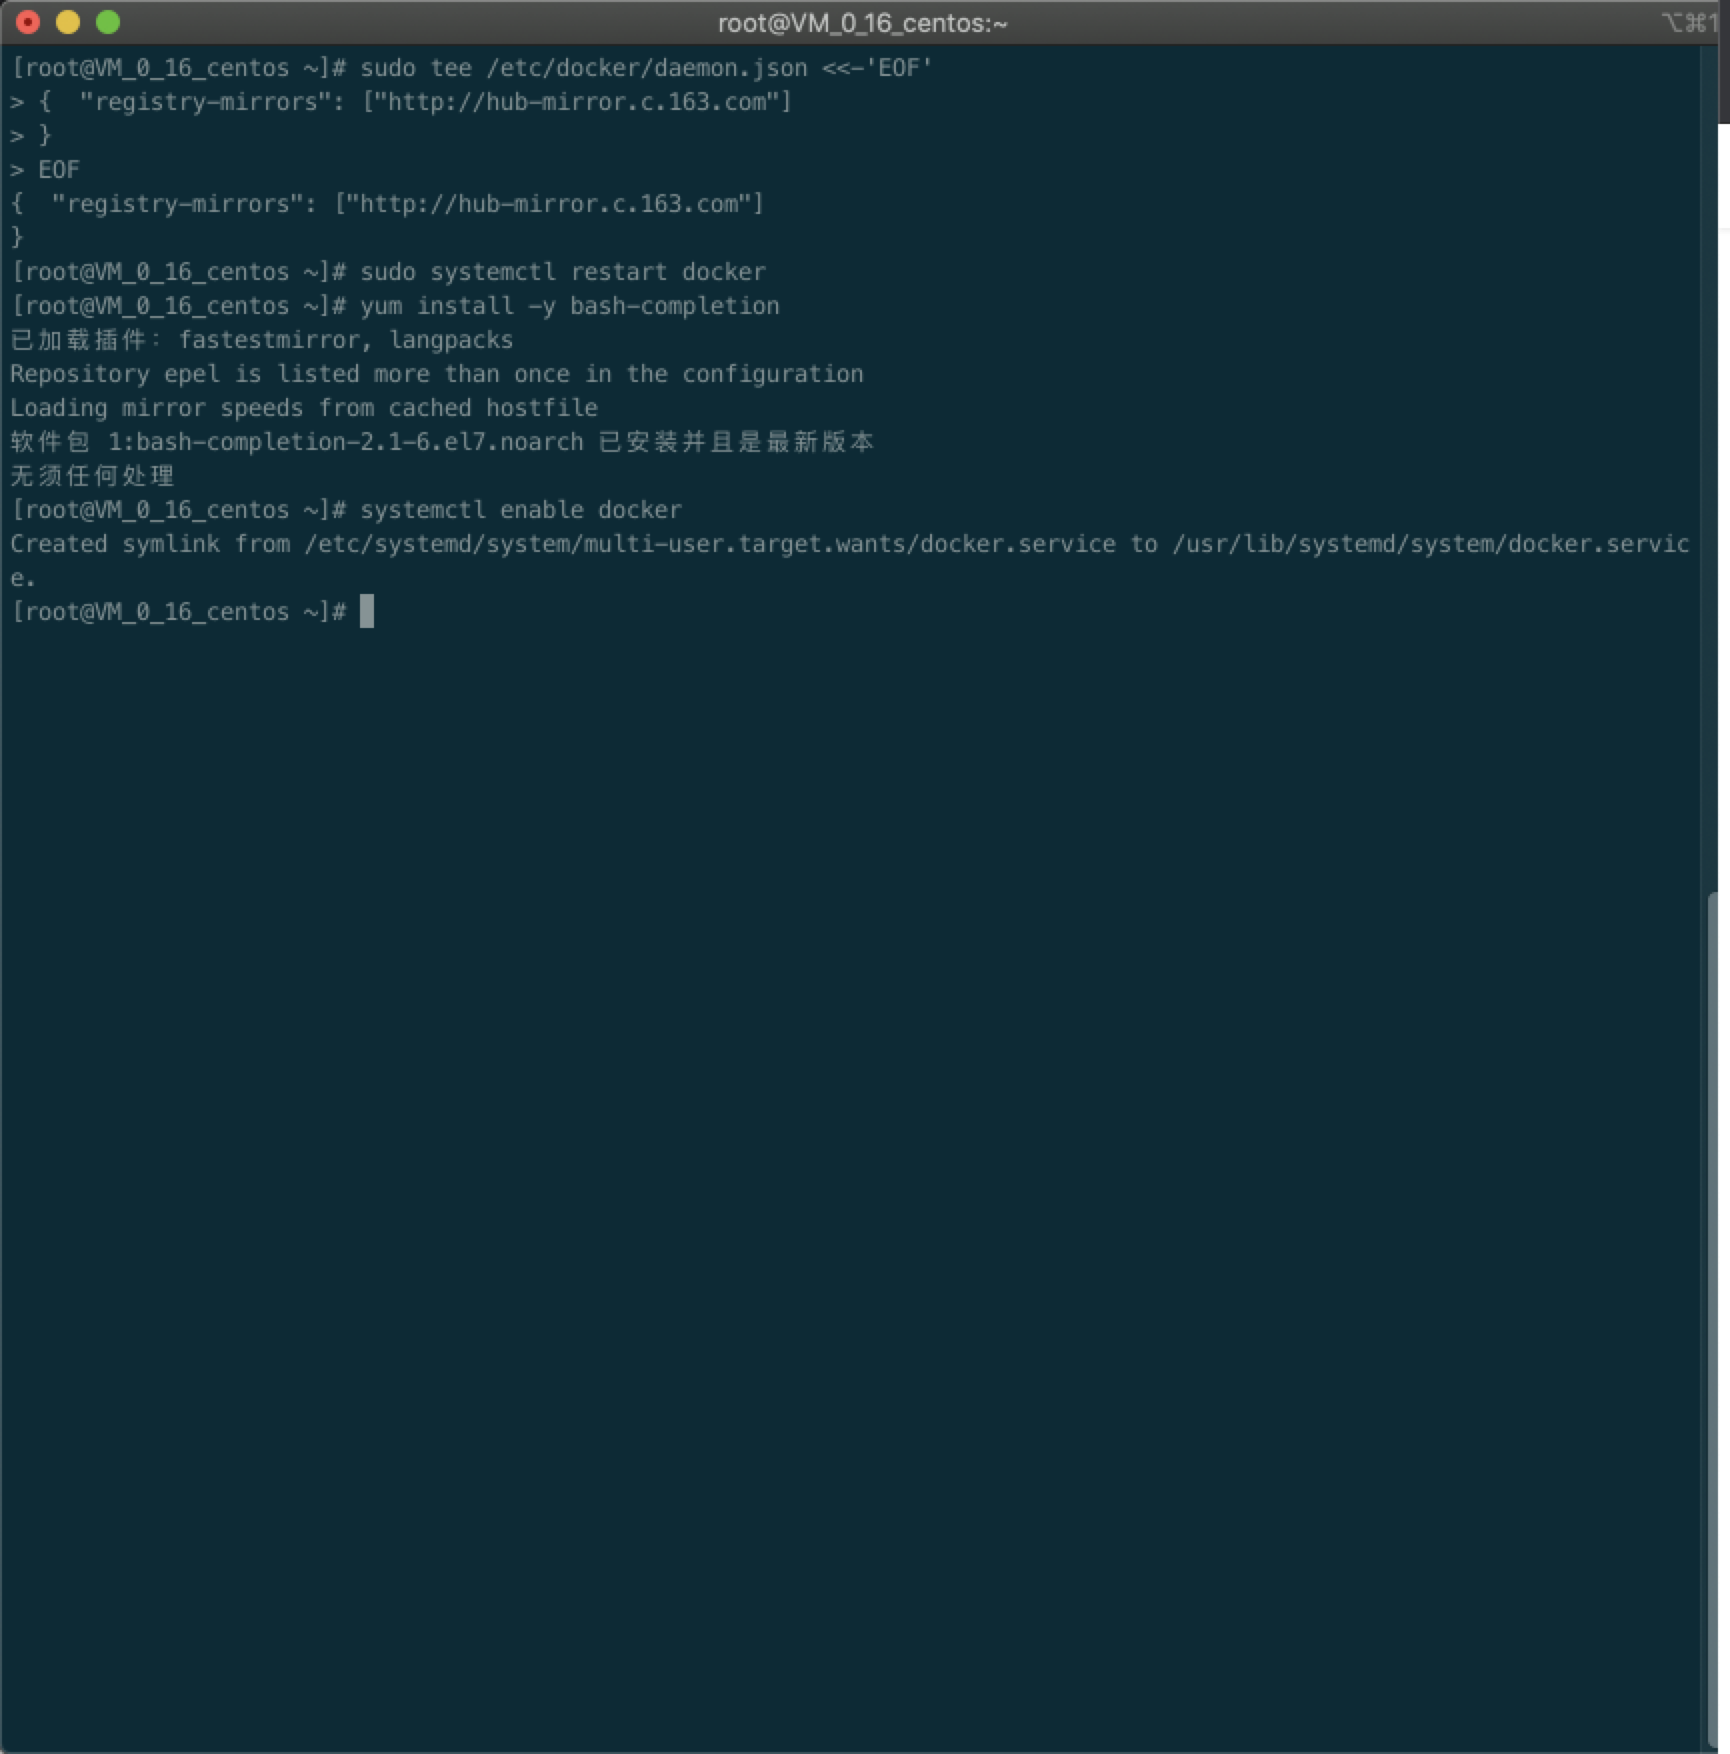 root@VM_0_16_centos:~
⌥⌘1
[root@VM_0_16_centos ~]# sudo tee /etc/docker/daemon.json <<-'EOF'
> {  "registry-mirrors": ["http://hub-mirror.c.163.com"]
> }
> EOF
{  "registry-mirrors": ["http://hub-mirror.c.163.com"]
}
[root@VM_0_16_centos ~]# sudo systemctl restart docker
[root@VM_0_16_centos ~]# yum install -y bash-completion
已加载插件：fastestmirror, langpacks
Repository epel is listed more than once in the configuration
Loading mirror speeds from cached hostfile
软件包 1:bash-completion-2.1-6.el7.noarch 已安装并且是最新版本
无须任何处理
[root@VM_0_16_centos ~]# systemctl enable docker
Created symlink from /etc/systemd/system/multi-user.target.wants/docker.service to /usr/lib/systemd/system/docker.servic
e.
[root@VM_0_16_centos ~]#